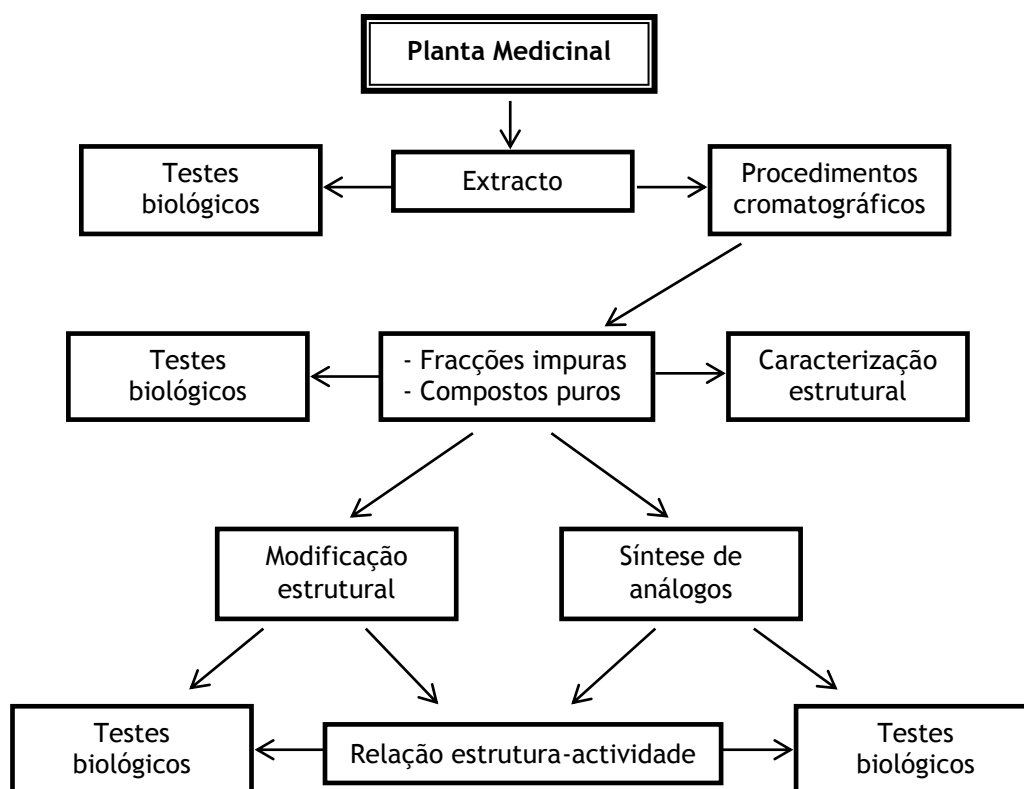 Planta Medicinal
Testes
biológicos
Extracto
Procedimentos
cromatográficos
Testes
biológicos
- Fracções impuras
- Compostos puros
Caracterização
estrutural
Modificação
estrutural
Síntese de
análogos
Testes
biológicos
Relação estrutura-actividade
Testes
biológicos